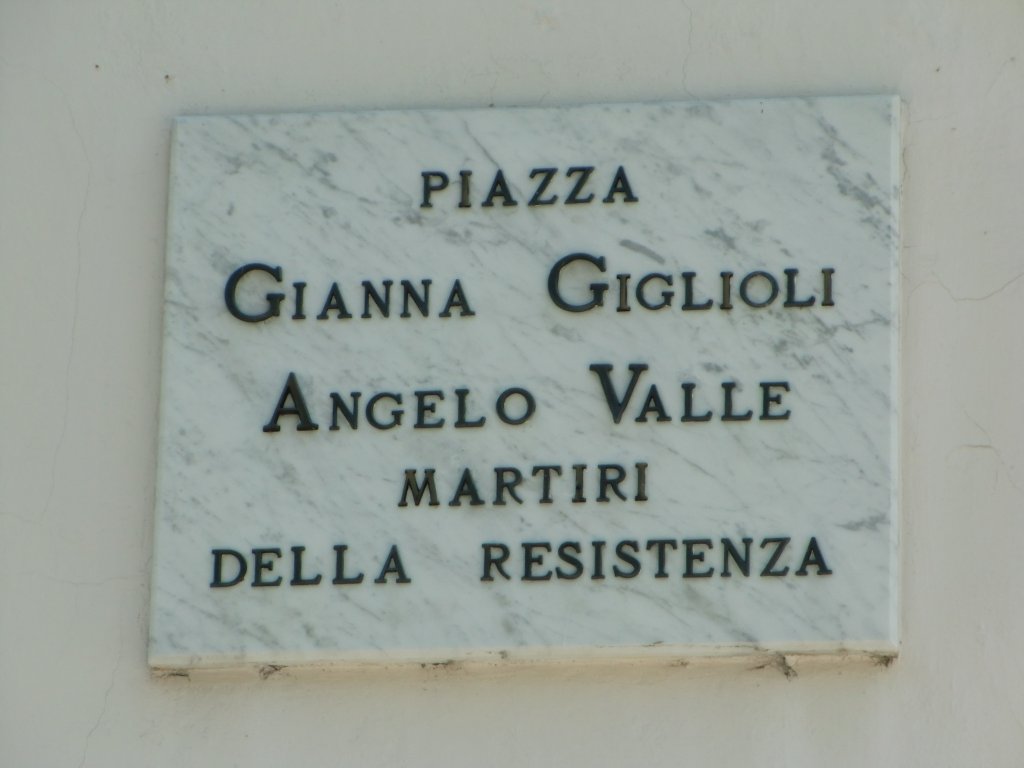 PIAZZA
GIANNA GIGLIOLI
ANGELO VALLE
MARTIRI
DELLA RESISTENZA